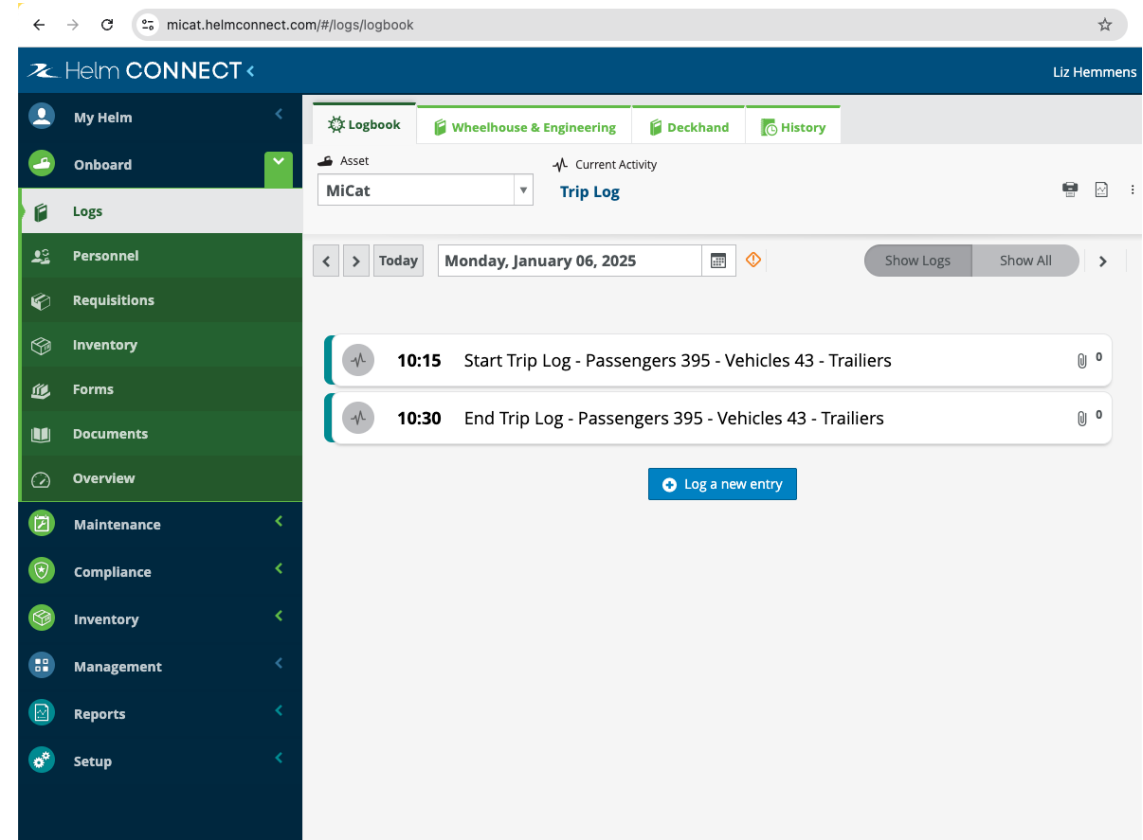 micat.helmconnect.com/#/logs/logbook
Helm CONNECT
Liz Hemmens
My Helm
Onboard
Logs
Personnel
Requisitions
Inventory
Forms
Documents
Overview
Maintenance
Compliance
Inventory
Management
Reports
Setup
Logbook
Wheelhouse & Engineering
Deckhand
History
Asset
Current Activity
MiCat
Trip Log
Today
Monday, January 06, 2025
Show Logs
Show All
10:15 Start Trip Log - Passengers 395 - Vehicles 43 - Trailiers 0
10:30 End Trip Log - Passengers 395 - Vehicles 43 - Trailiers 0
Log a new entry